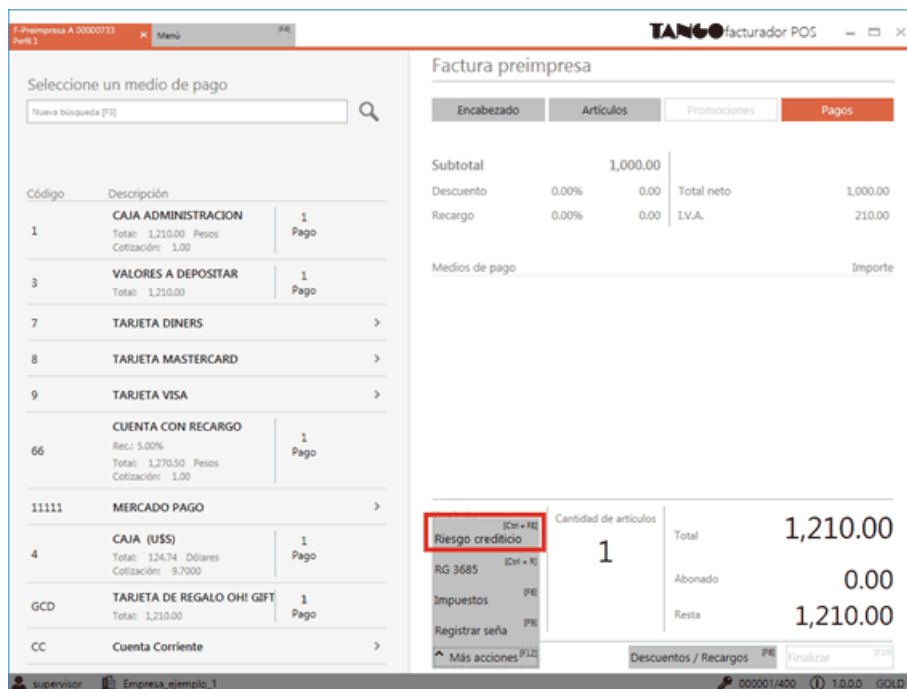 F-Preimpresa A 00000733
Perfil 1
Menú
TANGO facturador POS
Seleccione un medio de pago
Nueva búsqueda [F3]
Código Descripción
1 CAJA ADMINISTRACION 1
Total: 1,210.00 Pesos Pago
Cotización: 1.00
3 VALORES A DEPOSITAR 1
Total: 1,210.00 Pago
7 TARJETA DINERS >
8 TARJETA MASTERCARD >
9 TARJETA VISA >
66 CUENTA CON RECARGO 1
Rec.: 5.00% Pago
Total: 1,270.50 Pesos
Cotización: 1.00
11111 MERCADO PAGO >
4 CAJA (U$S) 1
Total: 124.74 Dólares Pago
Cotización: 9.7000
GCD TARJETA DE REGALO OH! GIFT 1
Total: 1,210.00 Pago
CC Cuenta Corriente >
Factura preimpresa
Encabezado Artículos Promociones Pagos
Subtotal 1,000.00
Descuento 0.00% 0.00 Total neto 1,000.00
Recargo 0.00% 0.00 I.V.A. 210.00
Medios de pago Importe
Riesgo crediticio
RG 3685 [Ctrl + R]
Impuestos [F6]
Registrar seña [F9]
Más acciones [F12]
Cantidad de artículos
1
Total 1,210.00
Abonado 0.00
Resta 1,210.00
Descuentos / Recargos [F8] Finalizar [F10]
supervisor Empresa_ejemplo_1 000001/400 1.0.0.0 GOLD